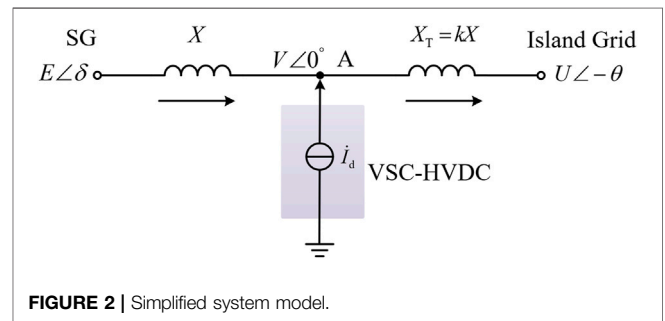 SG
X
X_T = kX
Island Grid
E∠δ
V∠0° A
U∠−θ
İ_d
VSC-HVDC
FIGURE 2 | Simplified system model.